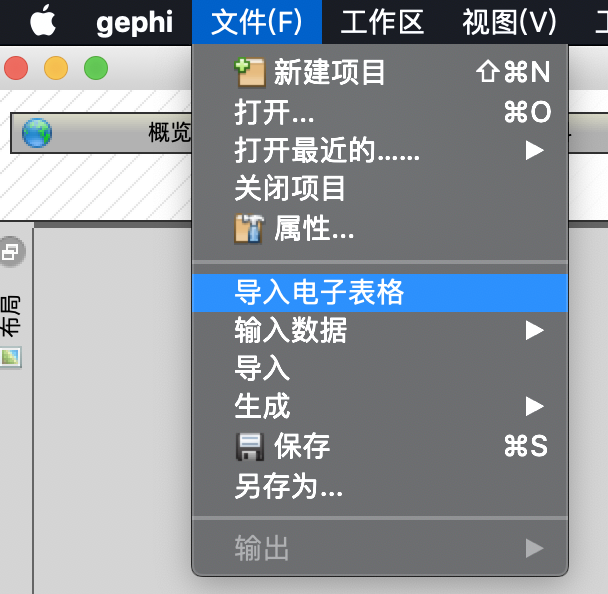 gephi 文件(F) 工作区 视图(V)
新建项目 ⇧⌘N
概览
打开... ⌘O
打开最近的...... ▶
关闭项目
属性...
布局
导入电子表格
输入数据 ▶
导入
生成 ▶
保存 ⌘S
另存为...
输出 ▶